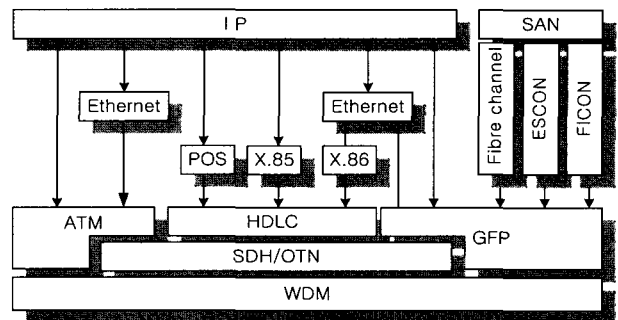 IP
SAN
Ethernet
Ethernet
Fibre channel
ESCON
FICON
POS
X.85
X.86
ATM
HDLC
GFP
SDH/OTN
WDM